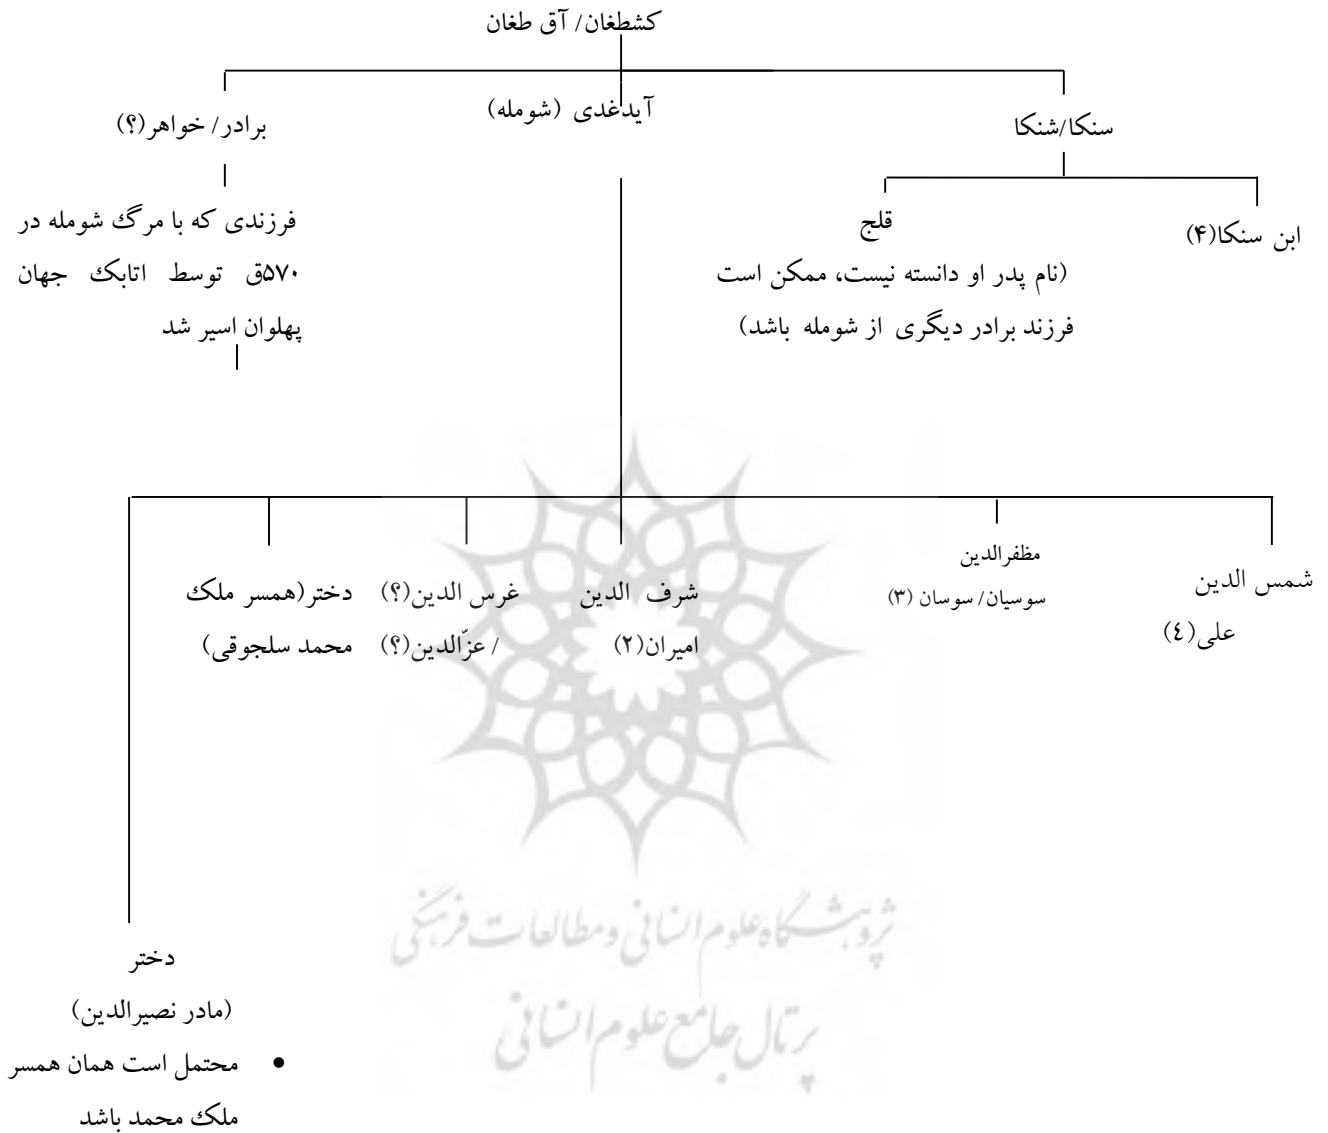 کشطغان/ آق طغان
سنکا/شنکا
آیدغدی (شومله)
برادر/ خواهر(؟)
ابن سنکا(۴)
قلج
(نام پدر او دانسته نیست، ممکن است
فرزند برادر دیگری از شومله باشد)
فرزندی که با مرگ شومله در
۵۷۰ق توسط اتابک جهان
پهلوان اسیر شد
شمس الدین
علی(٤)
مظفرالدین
سوسیان/ سوسان (۳)
شرف الدین
امیران(۲)
غرس الدین(؟)
/ عزّالدین(؟)
دختر(همسر ملک
محمد سلجوقی)
دختر
(مادر نصیرالدین)
• محتمل است همان همسر
ملک محمد باشد
پژوهشگاه علوم انسانی و مطالعات فرهنگی
پرتال جامع علوم انسانی